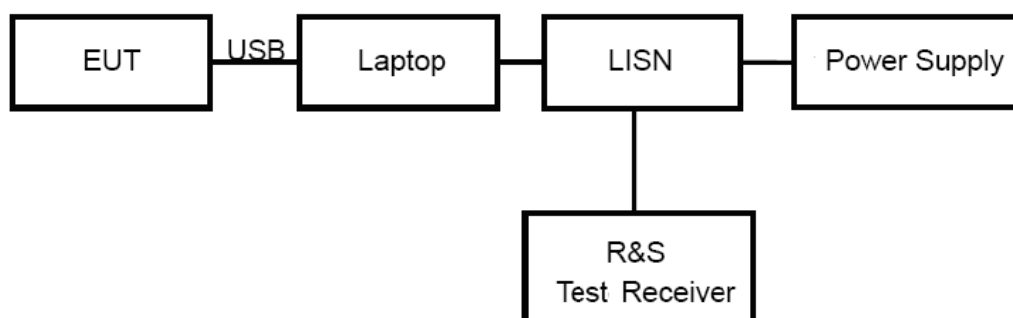 EUT
USB
Laptop
LISN
Power Supply
R&S
Test Receiver